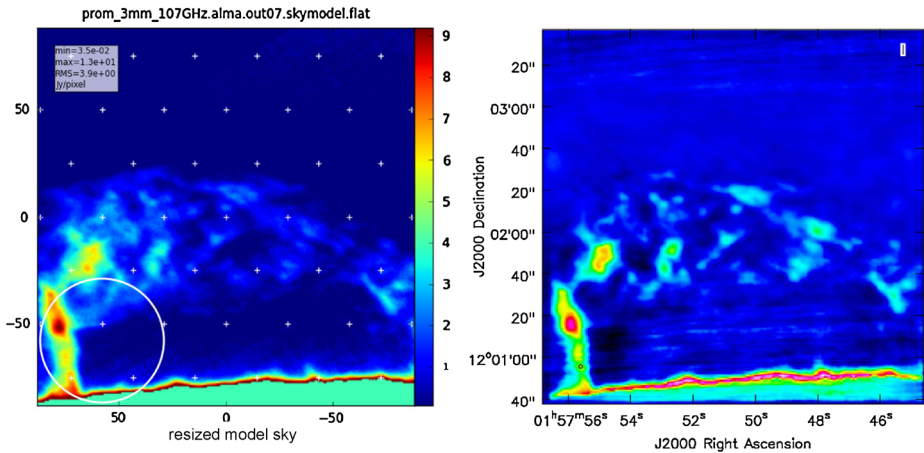 prom_3mm_107GHz.alma.out07.skymodel.flat
min=3.5e-02
max=1.3e+01
RMS=3.9e+00
Jy/pixel
50
0
−50
50
0
−50
resized model sky
9
8
7
6
5
4
3
2
1
I
20"
03'00"
40"
20"
02'00"
40"
20"
12°01'00"
40"
J2000 Declination
01ʰ57ᵐ56ˢ
54ˢ
52ˢ
50ˢ
48ˢ
46ˢ
J2000 Right Ascension